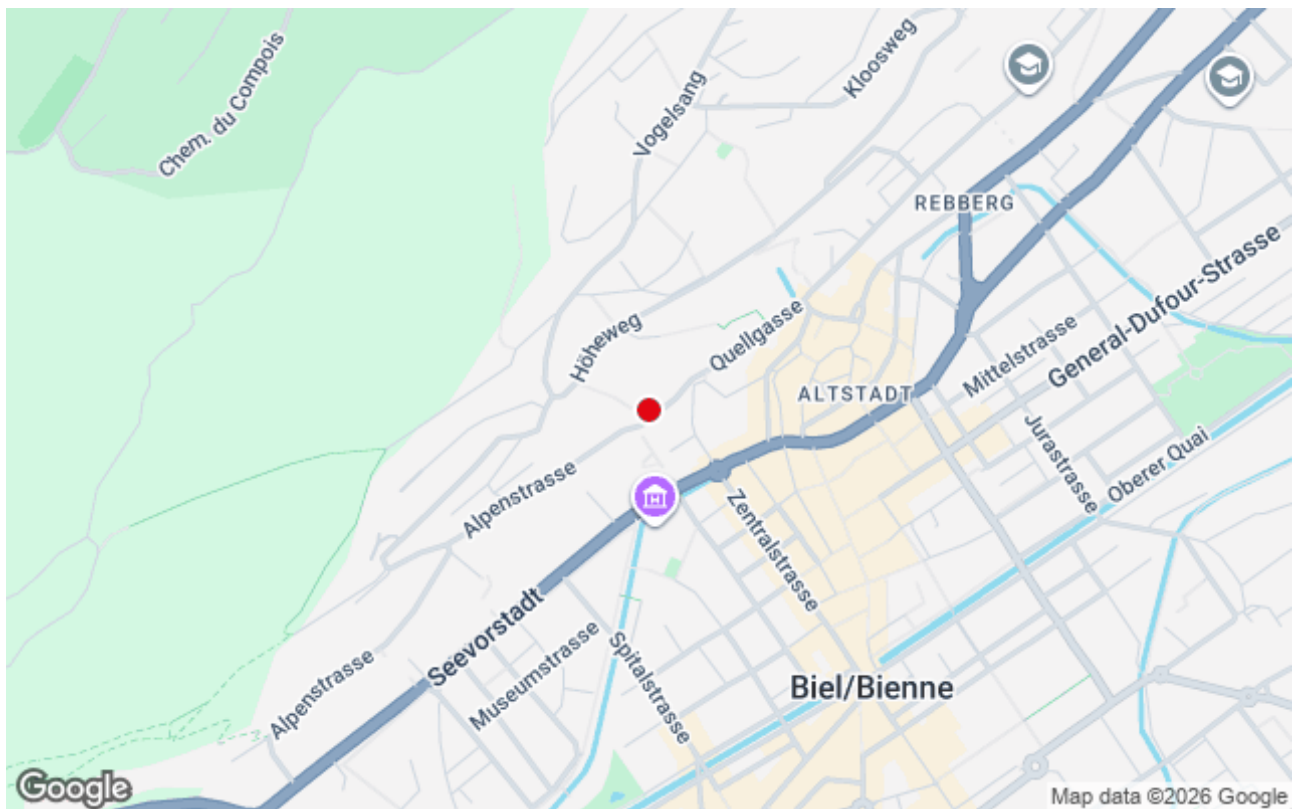 Chem. du Compois
Vogelsang
Kloosweg
REBBERG
General-Dufour-Strasse
Höheweg
Quellgasse
Mittelstrasse
ALTSTADT
Jurastrasse
Oberer Quai
Alpenstrasse
Zentralstrasse
Seevorstadt
Museumstrasse
Spitalstrasse
Alpenstrasse
Biel/Bienne
Google
Map data ©2026 Google